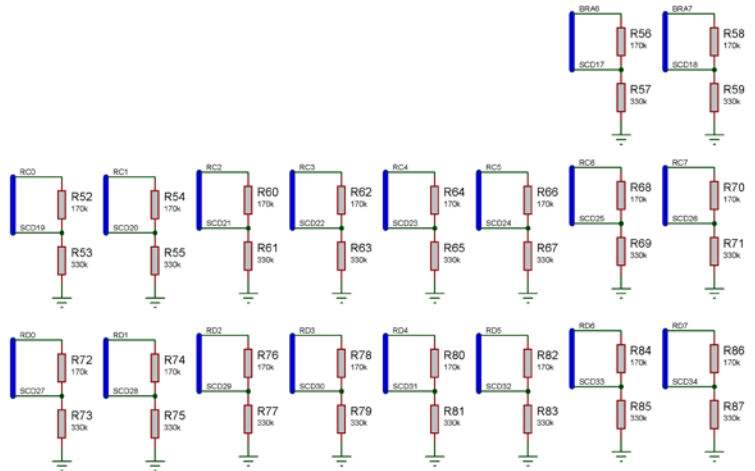 BRA6 BRA7
R56 R58
170k 170k
SCD17 SCD18
R57 R59
330k 330k
RC0 RC1 RC2 RC3 RC4 RC5 RC6 RC7
R52 R54 R60 R62 R64 R66 R68 R70
170k 170k 170k 170k 170k 170k 170k 170k
SCD19 SCD20 SCD21 SCD22 SCD23 SCD24 SCD25 SCD26
R53 R55 R61 R63 R65 R67 R69 R71
330k 330k 330k 330k 330k 330k 330k 330k
RD0 RD1 RD2 RD3 RD4 RD5 RD6 RD7
R72 R74 R76 R78 R80 R82 R84 R86
170k 170k 170k 170k 170k 170k 170k 170k
SCD27 SCD28 SCD29 SCD30 SCD31 SCD32 SCD33 SCD34
R73 R75 R77 R79 R81 R83 R85 R87
330k 330k 330k 330k 330k 330k 330k 330k